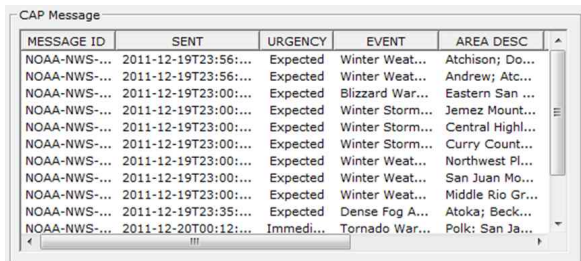 CAP Message
MESSAGE ID SENT URGENCY EVENT AREA DESC
NOAA-NWS-... 2011-12-19T23:56:... Expected Winter Weat... Atchison; Do...
NOAA-NWS-... 2011-12-19T23:56:... Expected Winter Weat... Andrew; Atc...
NOAA-NWS-... 2011-12-19T23:00:... Expected Blizzard War... Eastern San ...
NOAA-NWS-... 2011-12-19T23:00:... Expected Winter Storm... Jemez Mount...
NOAA-NWS-... 2011-12-19T23:00:... Expected Winter Storm... Central Highl...
NOAA-NWS-... 2011-12-19T23:00:... Expected Winter Storm... Curry Count...
NOAA-NWS-... 2011-12-19T23:00:... Expected Winter Weat... Northwest Pl...
NOAA-NWS-... 2011-12-19T23:00:... Expected Winter Weat... San Juan Mo...
NOAA-NWS-... 2011-12-19T23:00:... Expected Winter Weat... Middle Rio Gr...
NOAA-NWS-... 2011-12-19T23:35:... Expected Dense Fog A... Atoka; Beck...
NOAA-NWS-... 2011-12-20T00:12:... Immedi... Tornado War... Polk; San Ja...